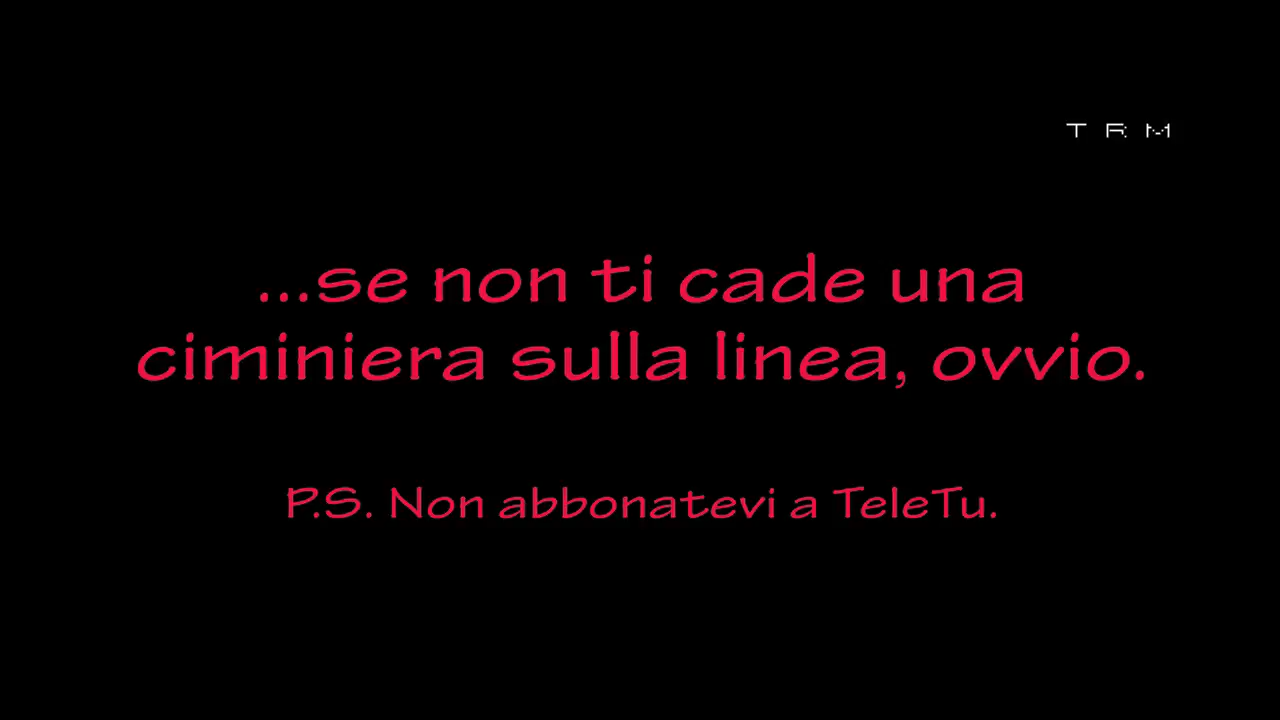 T R M
...se non ti cade una
ciminiera sulla linea, ovvio.
P.S. Non abbonatevi a TeleTu.